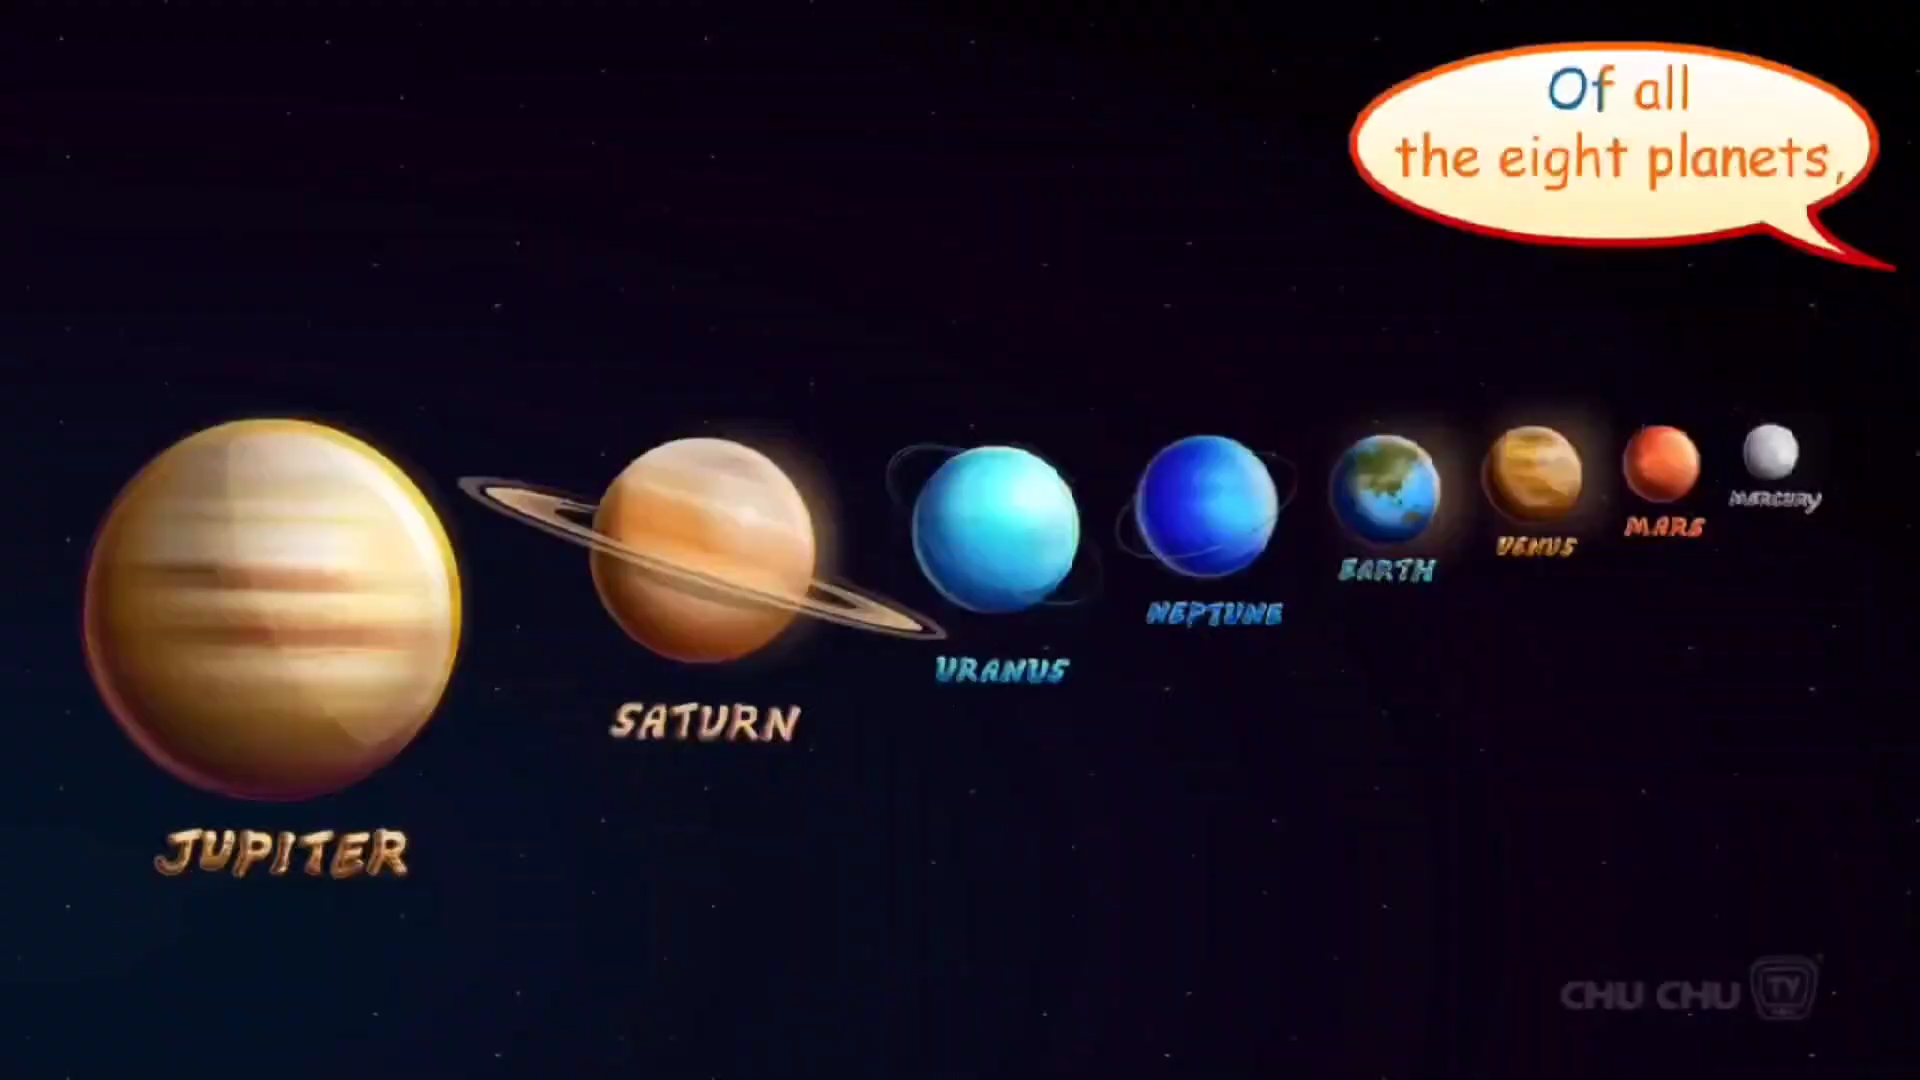 Of all
the eight planets,
JUPITER
SATURN
URANUS
NEPTUNE
EARTH
VENUS
MARS
MERCURY
CHU CHU TV